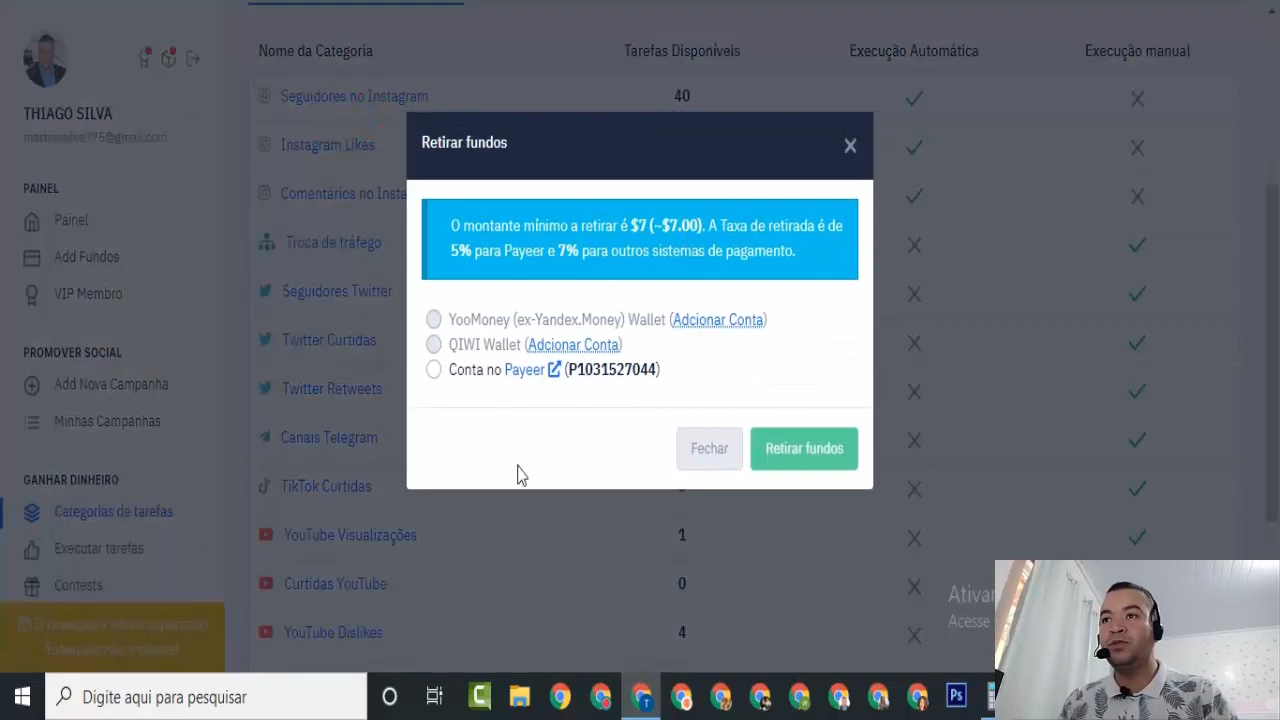 Nome da Categoria Tarefas Disponíveis Execução Automática Execução manual
THIAGO SILVA
Seguidores no Instagram 40
Instagram Likes
Comentários no Insta
Troca de tráfego
Seguidores Twitter
Twitter Curtidas
Twitter Retweets
Canais Telegram
TikTok Curtidas
YouTube Visualizações 1
Curtidas YouTube 0
YouTube Dislikes 4
PAINEL
Painel
Add Fundos
VIP Membro
PROMOVER SOCIAL
Add Nova Campanha
Minhas Campanhas
GANHAR DINHEIRO
Categorias de tarefas
Executar tarefas
Contests
Retirar fundos
O montante mínimo a retirar é $7 (~$7.00). A Taxa de retirada é de
5% para Payeer e 7% para outros sistemas de pagamento.
YooMoney (ex-Yandex.Money) Wallet (Adcionar Conta)
QIWI Wallet (Adcionar Conta)
Conta no Payeer (P1031527044)
Fechar Retirar fundos
Ativar
Acesse
Digite aqui para pesquisar
Ps